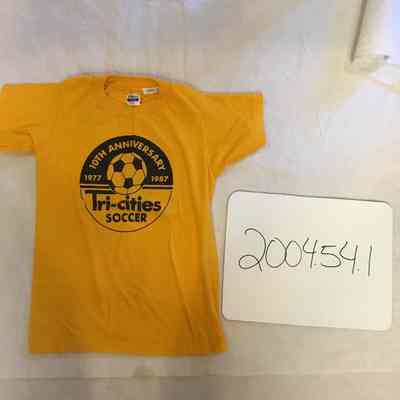 10TH ANNIVERSARY
1977 1987
Tri-cities
SOCCER
2004.54.1